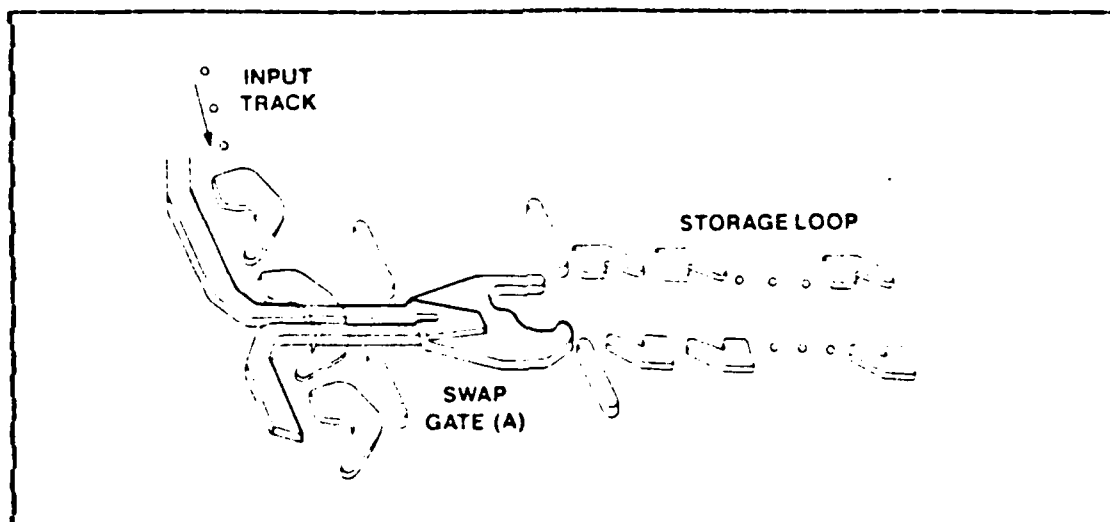 INPUT
TRACK
STORAGE LOOP
SWAP
GATE (A)